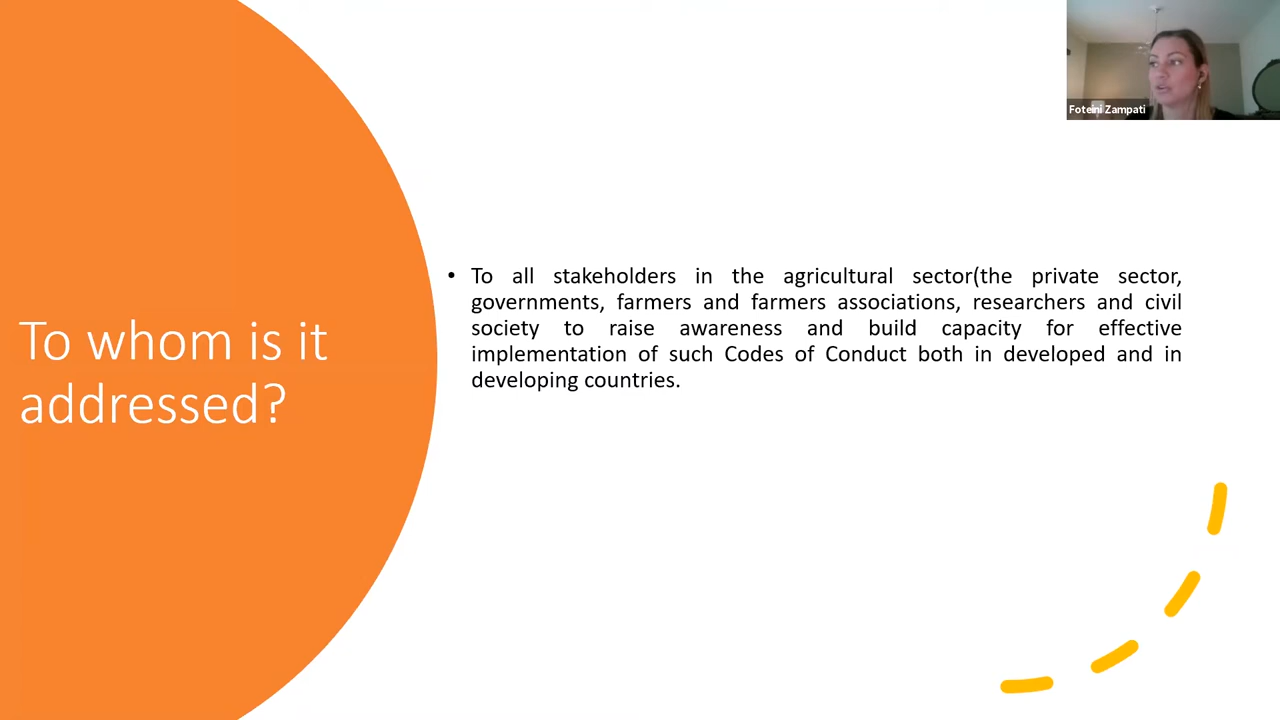 Foteini Zampati
To whom is it
addressed?
• To all stakeholders in the agricultural sector(the private sector,
governments, farmers and farmers associations, researchers and civil
society to raise awareness and build capacity for effective
implementation of such Codes of Conduct both in developed and in
developing countries.